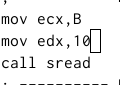 mov ecx,B
mov edx,10
call sread
; ----------